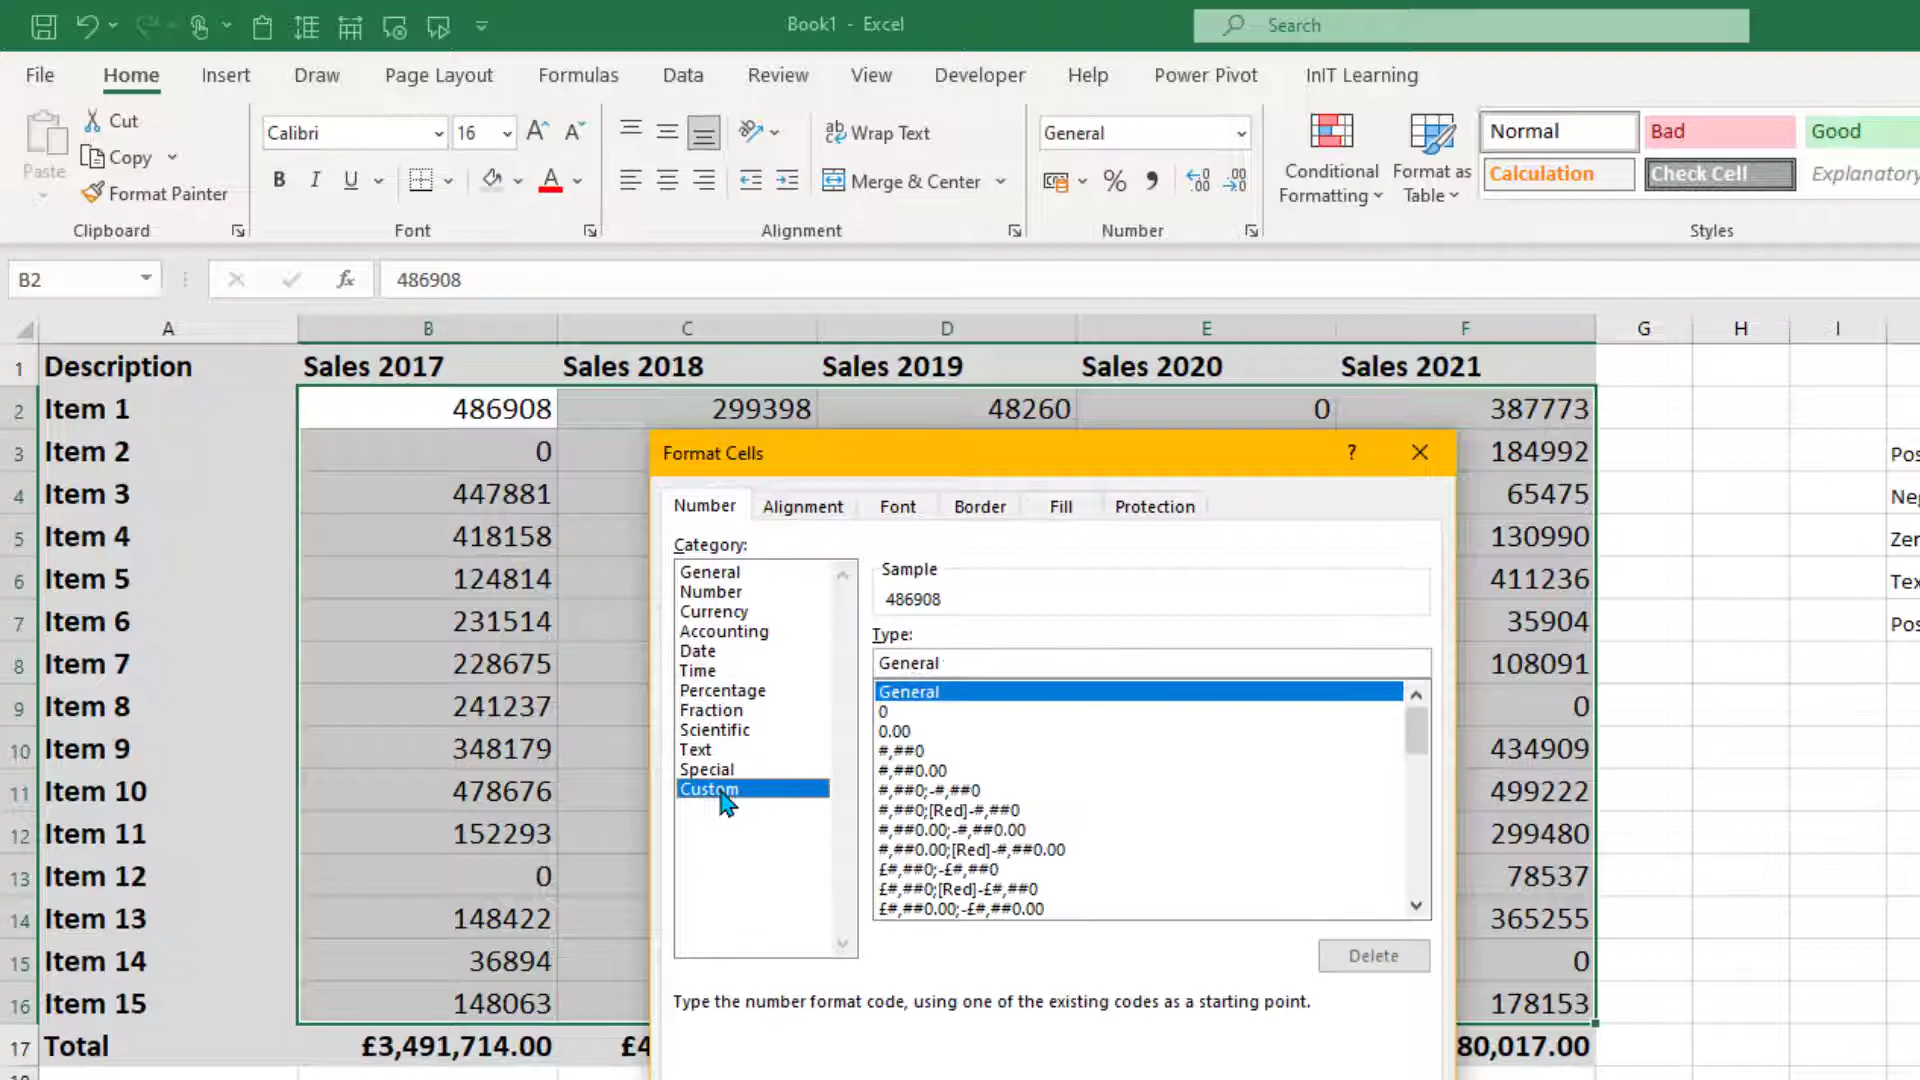 Book1 - Excel
Search
File Home Insert Draw Page Layout Formulas Data Review View Developer Help Power Pivot InIT Learning
Paste
Cut
Copy
Format Painter
Clipboard
Calibri 16
B I U
Font
Wrap Text
Merge & Center
Alignment
General
Number
Conditional Formatting
Format as Table
Normal Bad Good
Calculation Check Cell Explanatory
Styles
B2 fx 486908
A B C D E F G H I
1 Description Sales 2017 Sales 2018 Sales 2019 Sales 2020 Sales 2021
2 Item 1 486908 299398 48260 0 387773
3 Item 2 0 184992 Pos
4 Item 3 447881 65475 Neg
5 Item 4 418158 130990 Zer
6 Item 5 124814 411236 Tex
7 Item 6 231514 35904 Pos
8 Item 7 228675 108091
9 Item 8 241237 0
10 Item 9 348179 434909
11 Item 10 478676 499222
12 Item 11 152293 299480
13 Item 12 0 78537
14 Item 13 148422 365255
15 Item 14 36894 0
16 Item 15 148063 178153
17 Total £3,491,714.00 £4 80,017.00
Format Cells ?
Number Alignment Font Border Fill Protection
Category:
General
Number
Currency
Accounting
Date
Time
Percentage
Fraction
Scientific
Text
Special
Custom
Sample
486908
Type:
General
General
0
0.00
#,##0
#,##0.00
#,##0;-#,##0
#,##0;[Red]-#,##0
#,##0.00;-#,##0.00
#,##0.00;[Red]-#,##0.00
£#,##0;-£#,##0
£#,##0;[Red]-£#,##0
£#,##0.00;-£#,##0.00
Delete
Type the number format code, using one of the existing codes as a starting point.